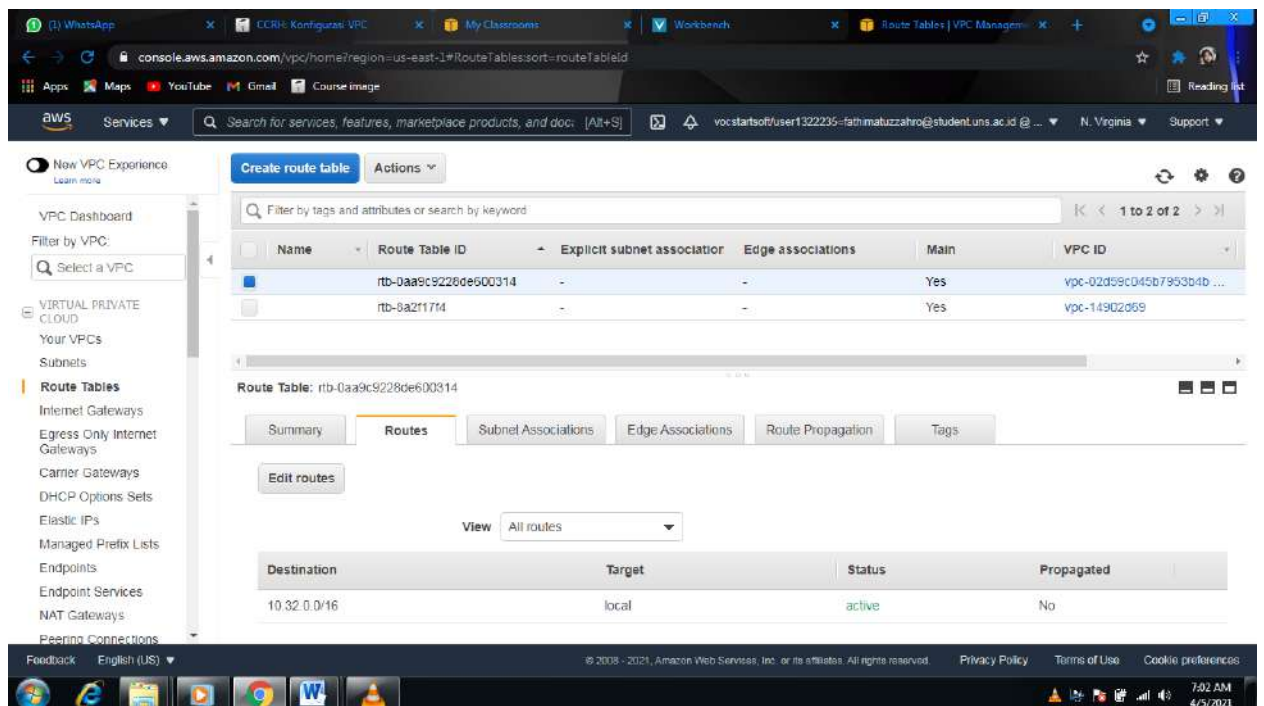 (1) WhatsApp
CCRH: Konfigurasi VPC
My Classrooms
Workbench
Route Tables | VPC Managem
console.aws.amazon.com/vpc/home?region=us-east-1#RouteTables:sort=routeTableId
Apps Maps YouTube Gmail Course image Reading list
aws Services Search for services, features, marketplace products, and doc: [Alt+S] vocstartsoft/user1322235=fathimatuzzahro@student.uns.ac.id @ ... N. Virginia Support
New VPC Experience
Learn more
VPC Dashboard
Filter by VPC:
Select a VPC
VIRTUAL PRIVATE
CLOUD
Your VPCs
Subnets
Route Tables
Internet Gateways
Egress Only Internet
Gateways
Carrier Gateways
DHCP Options Sets
Elastic IPs
Managed Prefix Lists
Endpoints
Endpoint Services
NAT Gateways
Peering Connections
Create route table Actions
Filter by tags and attributes or search by keyword
1 to 2 of 2
Name Route Table ID Explicit subnet association Edge associations Main VPC ID
rtb-0aa9c9228de600314 - - Yes vpc-02d59c045b7953b4b ...
rtb-8a2f17f4 - - Yes vpc-14902d69
Route Table: rtb-0aa9c9228de600314
Summary Routes Subnet Associations Edge Associations Route Propagation Tags
Edit routes
View All routes
Destination Target Status Propagated
10.32.0.0/16 local active No
Feedback English (US) © 2008 - 2021, Amazon Web Services, Inc. or its affiliates. All rights reserved. Privacy Policy Terms of Use Cookie preferences
7:02 AM
4/5/2021